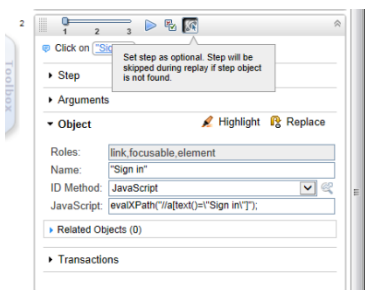 2
1 2 3
Click on "Sig
Set step as optional. Step will be
skipped during replay if step object
is not found.
Toolbox
Step
Arguments
Object Highlight Replace
Roles: link,focusable,element
Name: "Sign in"
ID Method: JavaScript
JavaScript: evalXPath("//a[text()=\"Sign in\"]");
Related Objects (0)
Transactions